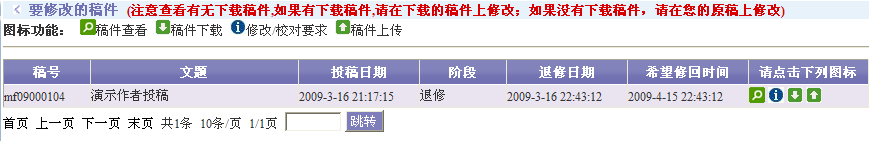 要修改的稿件 (注意查看有无下载稿件,如果有下载稿件,请在下载的稿件上修改；如果没有下载稿件，请在您的原稿上修改)
图标功能： 稿件查看 稿件下载 修改/校对要求 稿件上传
稿号 文题 投稿日期 阶段 退修日期 希望修回时间 请点击下列图标
mf09000104 演示作者投稿 2009-3-16 21:17:15 退修 2009-3-16 22:43:12 2009-4-15 22:43:12
首页 上一页 下一页 末页 共1条 10条/页 1/1页 跳转